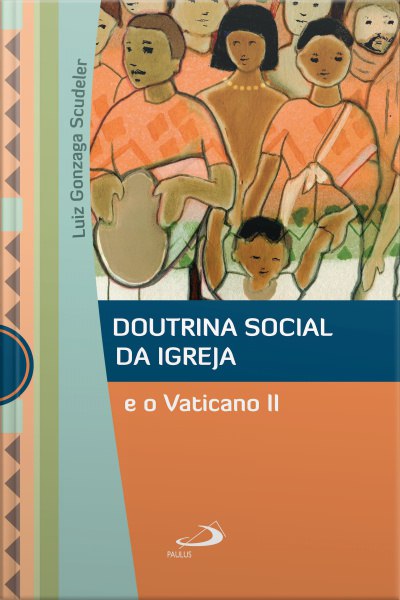 Luiz Gonzaga Scudeler
DOUTRINA SOCIAL
DA IGREJA
e o Vaticano II
PAULUS